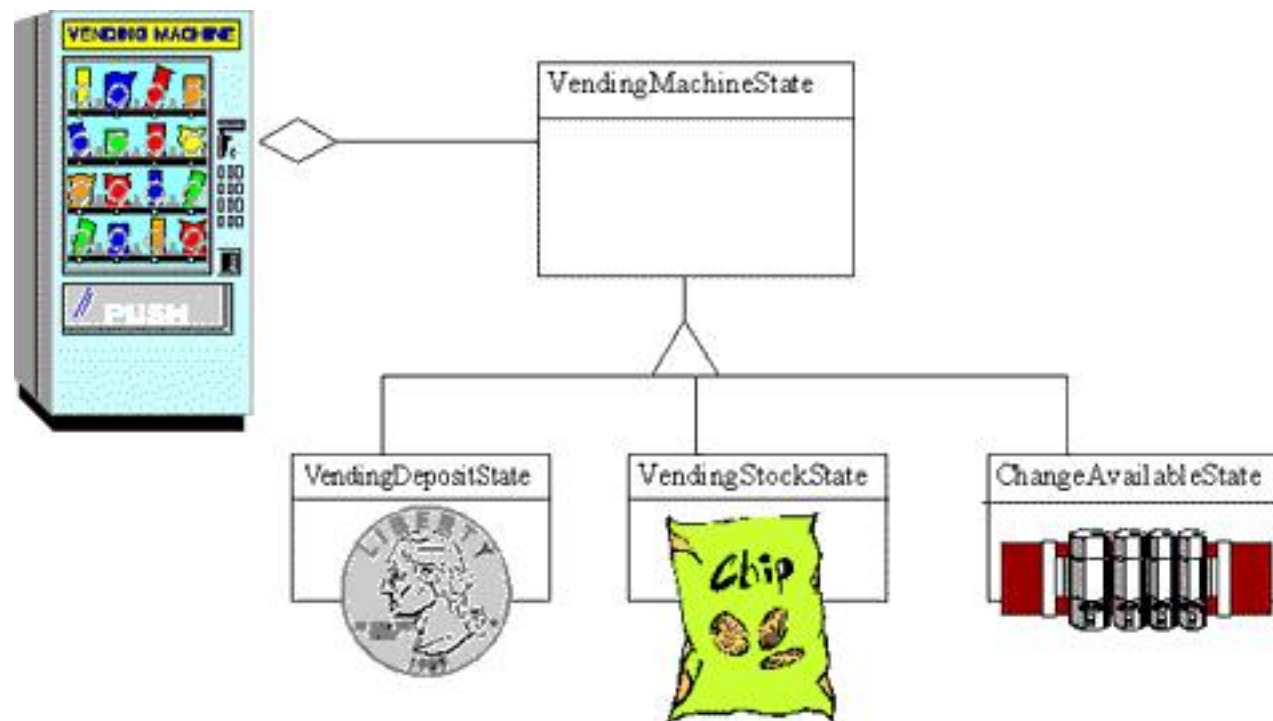 VENDING MACHINE
PUSH
VendingMachineState
VendingDepositState
VendingStockState
ChangeAvailableState
LIBERTY
Chip